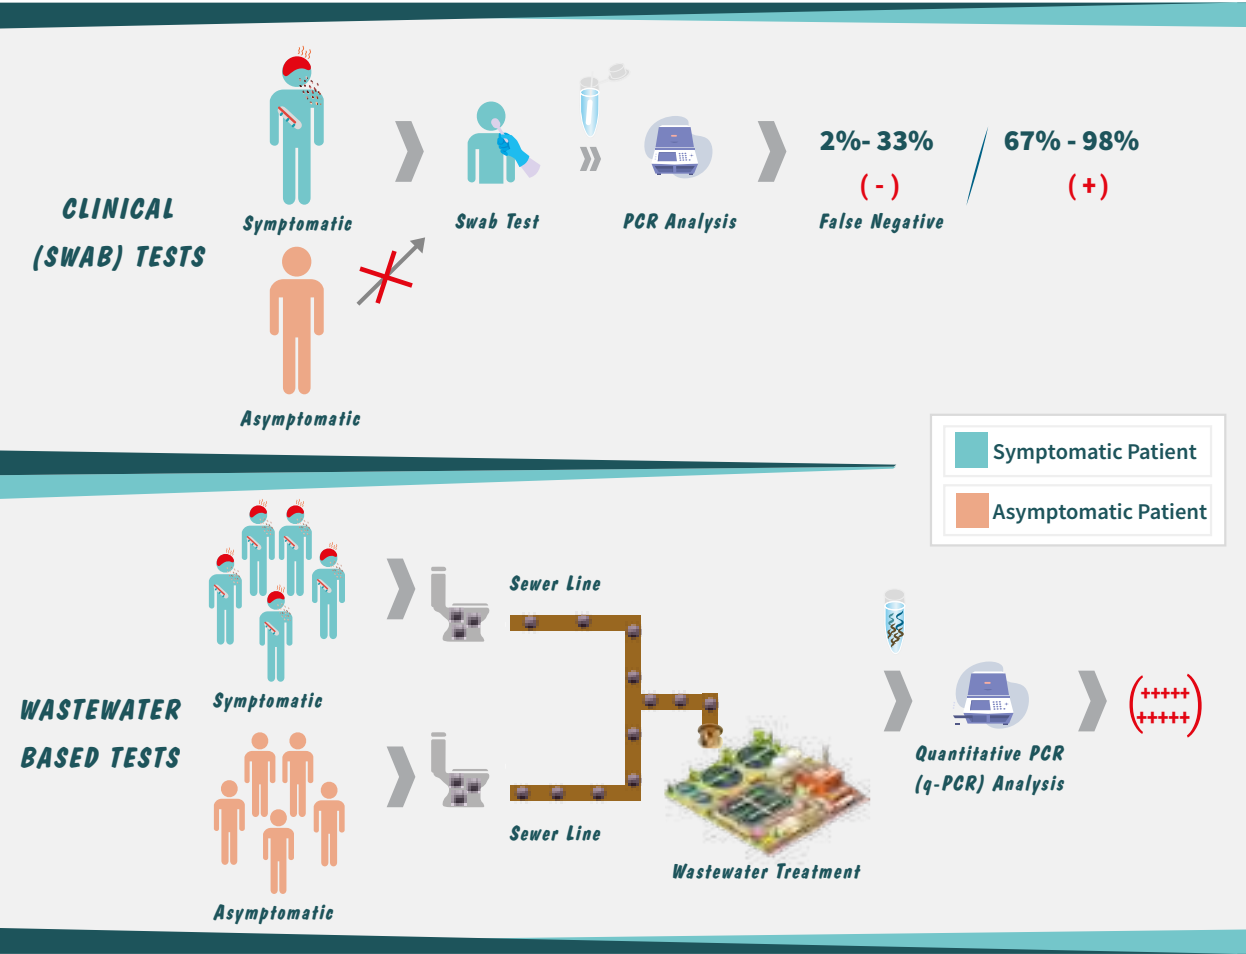 CLINICAL
(SWAB) TESTS
Symptomatic
Asymptomatic
Swab Test
PCR Analysis
2%- 33%
( - )
False Negative
67% - 98%
( + )
Symptomatic Patient
Asymptomatic Patient
WASTEWATER
BASED TESTS
Symptomatic
Asymptomatic
Sewer Line
Sewer Line
Wastewater Treatment
Quantitative PCR
(q-PCR) Analysis
(+++++
+++++)